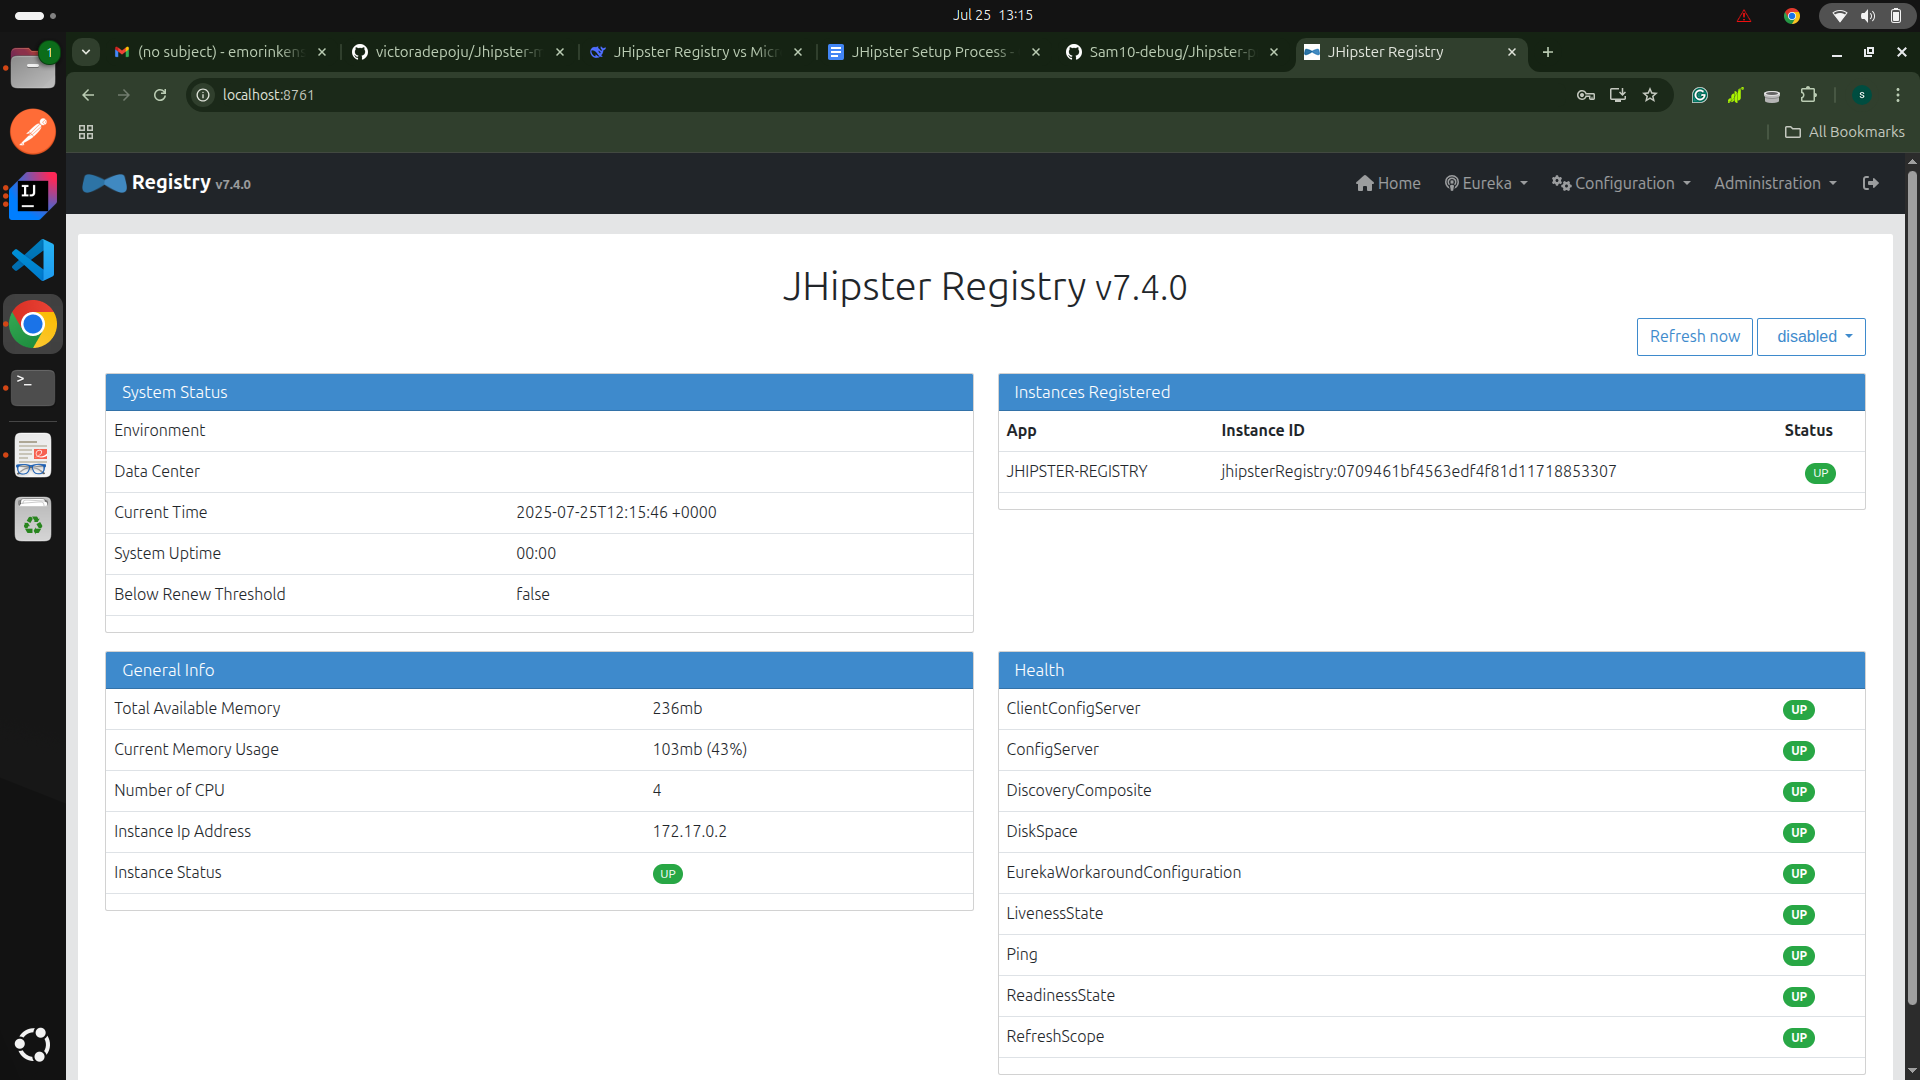 Jul 25 13:15
1
(no subject) - emorinken
victoradepoju/Jhipster-m
JHipster Registry vs Micr
JHipster Setup Process -
Sam10-debug/Jhipster-p
JHipster Registry
localhost:8761
S
All Bookmarks
Registry v7.4.0
Home
Eureka
Configuration
Administration
JHipster Registry v7.4.0
Refresh now
disabled
System Status
Environment
Data Center
Current Time 2025-07-25T12:15:46 +0000
System Uptime 00:00
Below Renew Threshold false
Instances Registered
App Instance ID Status
JHIPSTER-REGISTRY jhipsterRegistry:0709461bf4563edf4f81d11718853307 UP
General Info
Total Available Memory 236mb
Current Memory Usage 103mb (43%)
Number of CPU 4
Instance Ip Address 172.17.0.2
Instance Status UP
Health
ClientConfigServer UP
ConfigServer UP
DiscoveryComposite UP
DiskSpace UP
EurekaWorkaroundConfiguration UP
LivenessState UP
Ping UP
ReadinessState UP
RefreshScope UP